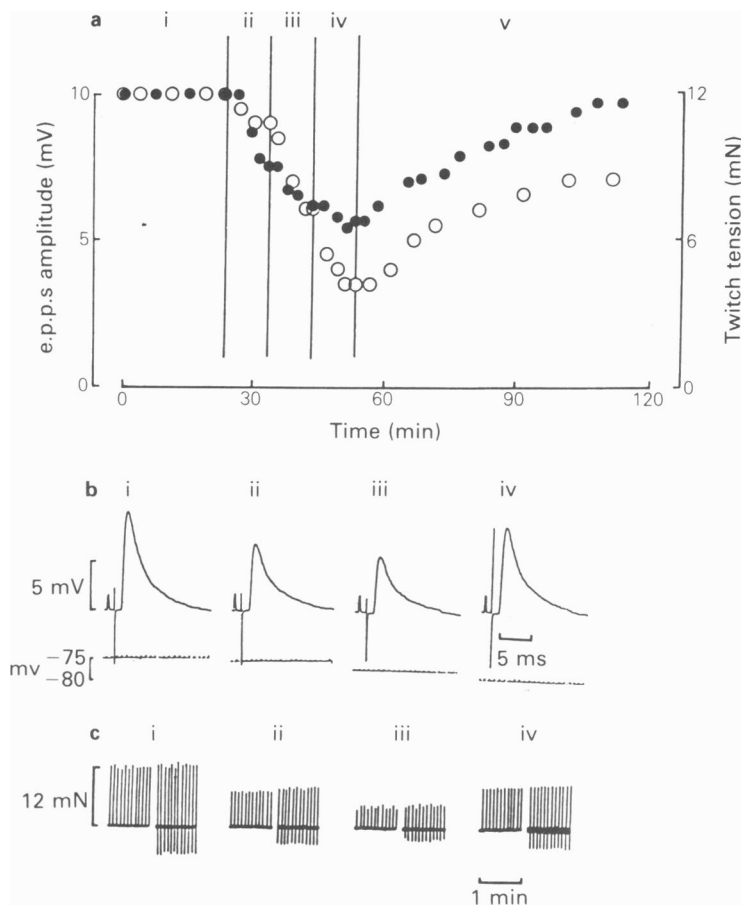 a i ii iii iv v
10 12
5 6
0 0
e.p.p.s amplitude (mV)
Twitch tension (mN)
0 30 60 90 120
Time (min)
b i ii iii iv
5 mV
5 ms
mv −75
−80
c i ii iii iv
12 mN
1 min